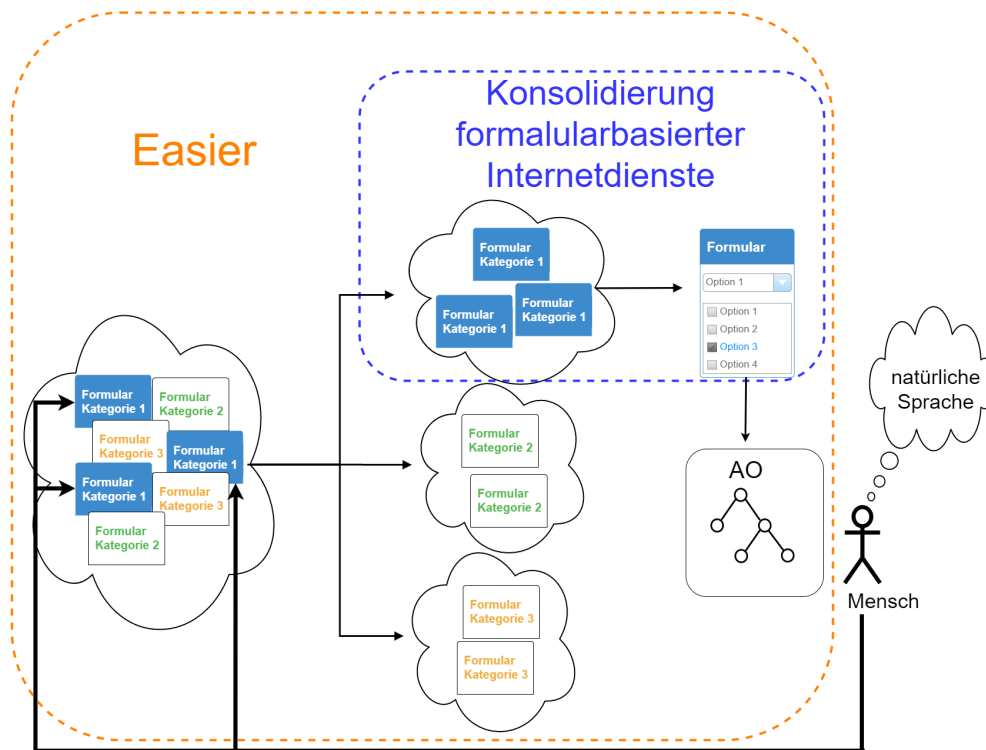 Easier
Konsolidierung
formalularbasierter
Internetdienste
Formular
Kategorie 1
Formular
Kategorie 1
Formular
Kategorie 1
Formular
Option 1
Option 1
Option 2
Option 3
Option 4
natürliche
Sprache
Formular
Kategorie 1
Formular
Kategorie 2
Formular
Kategorie 3
Formular
Kategorie 1
Formular
Kategorie 1
Formular
Kategorie 3
Formular
Kategorie 2
Formular
Kategorie 2
Formular
Kategorie 2
AO
Mensch
Formular
Kategorie 3
Formular
Kategorie 3